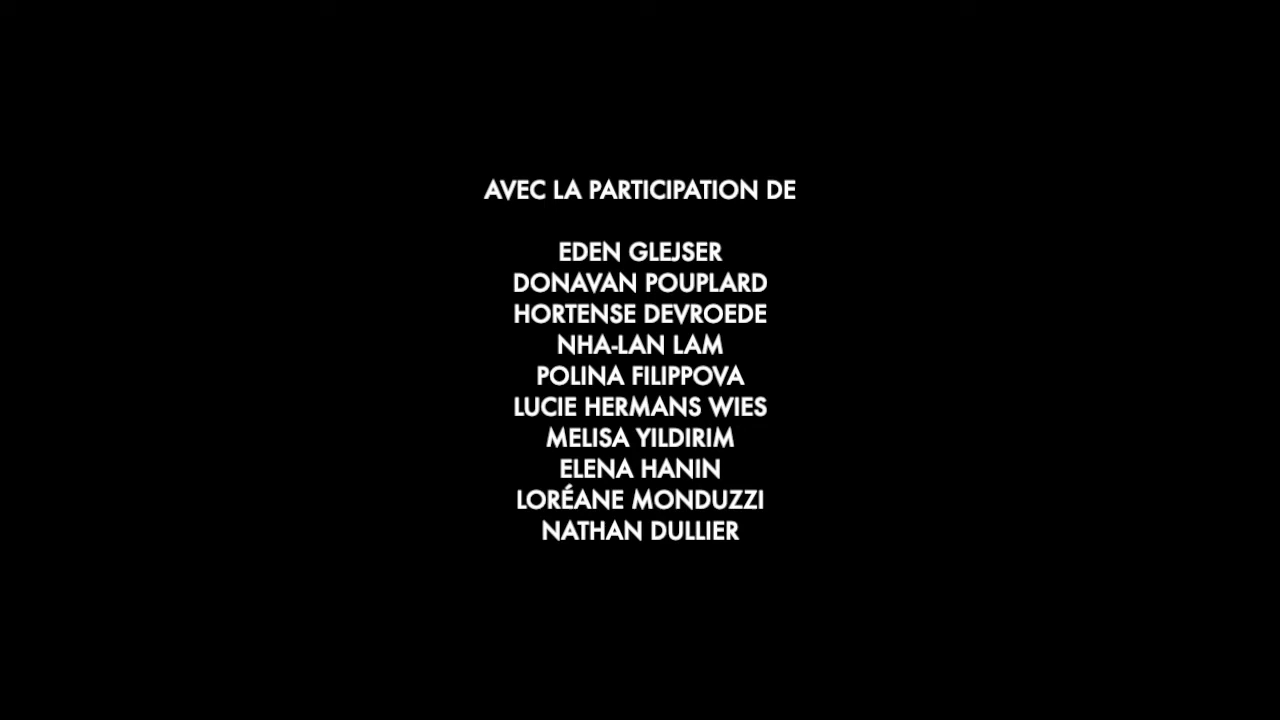 AVEC LA PARTICIPATION DE
EDEN GLEJSER
DONAVAN POUPLARD
HORTENSE DEVROEDE
NHA-LAN LAM
POLINA FILIPPOVA
LUCIE HERMANS WIES
MELISA YILDIRIM
ELENA HANIN
LORÉANE MONDUZZI
NATHAN DULLIER